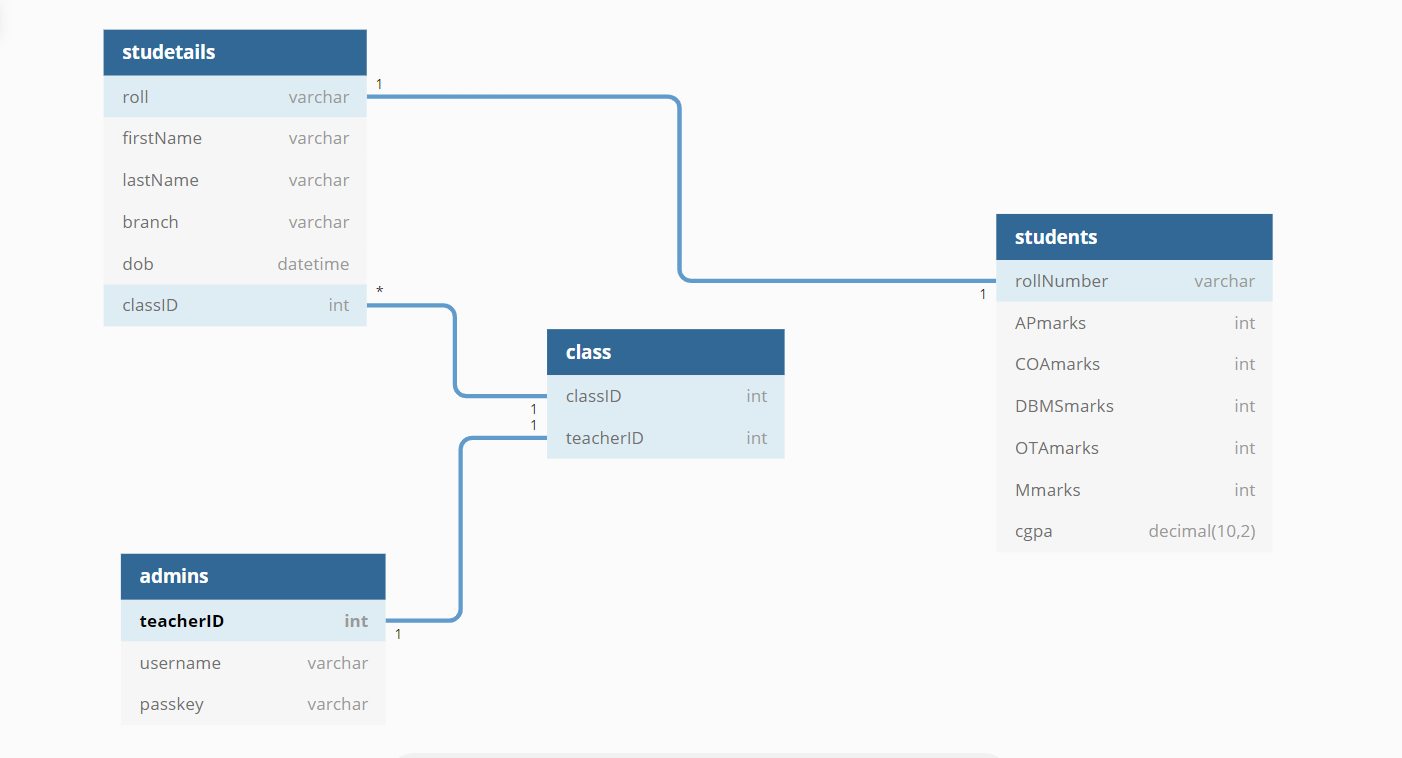 studetails
roll varchar
firstName varchar
lastName varchar
branch varchar
dob datetime
classID int
1
*
students
rollNumber varchar
APmarks int
COAmarks int
DBMSmarks int
OTAmarks int
Mmarks int
cgpa decimal(10,2)
1
class
classID int
teacherID int
1
1
admins
teacherID int
username varchar
passkey varchar
1